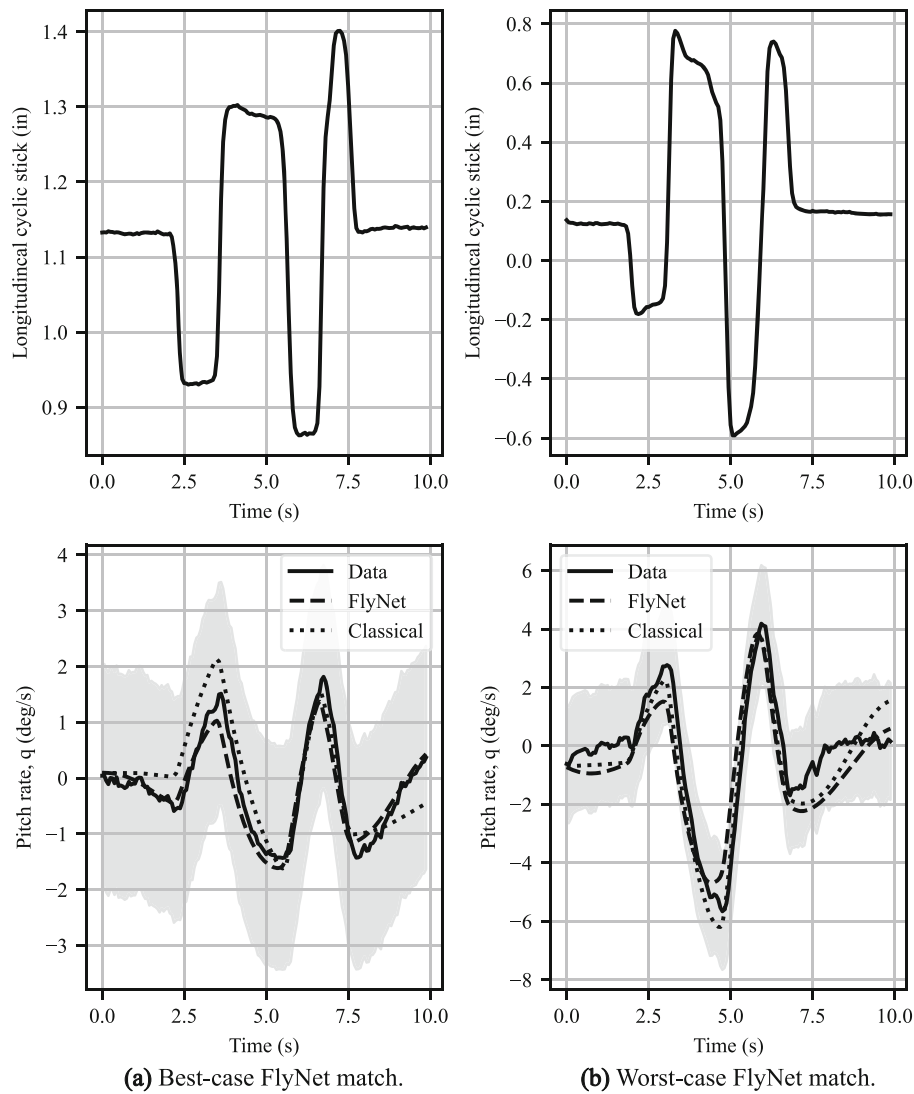 1.4
1.3
1.2
1.1
1.0
0.9
Longitudincal cyclic stick (in)
0.0 2.5 5.0 7.5 10.0
Time (s)
0.8
0.6
0.4
0.2
0.0
−0.2
−0.4
−0.6
Longitudincal cyclic stick (in)
0.0 2.5 5.0 7.5 10.0
Time (s)
4
3
2
1
0
−1
−2
−3
Pitch rate, q (deg/s)
Data
FlyNet
Classical
0.0 2.5 5.0 7.5 10.0
Time (s)
(a) Best-case FlyNet match.
6
4
2
0
−2
−4
−6
−8
Pitch rate, q (deg/s)
Data
FlyNet
Classical
0.0 2.5 5.0 7.5 10.0
Time (s)
(b) Worst-case FlyNet match.